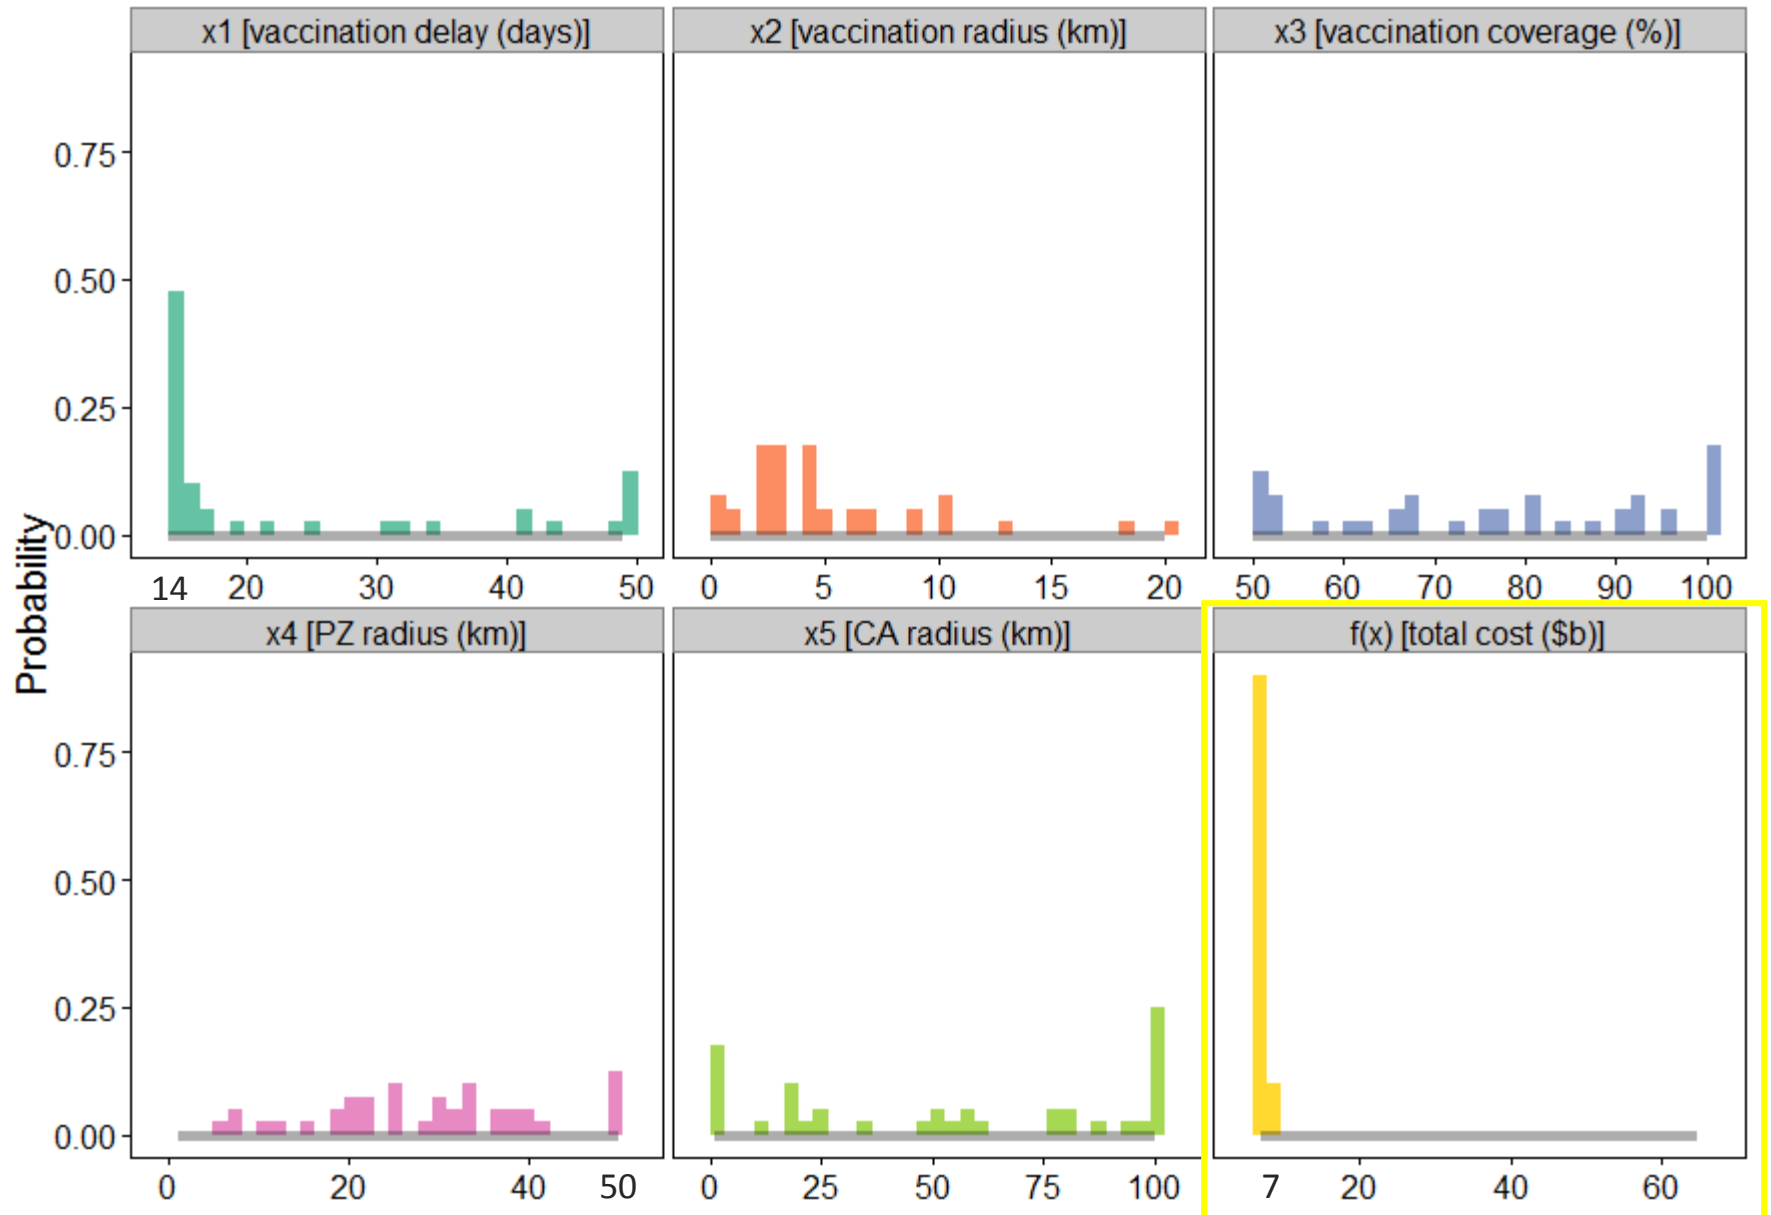 x1 [vaccination delay (days)]
x2 [vaccination radius (km)]
x3 [vaccination coverage (%)]
0.75
0.50
0.25
0.00
14 20 30 40 50
0 5 10 15 20
50 60 70 80 90 100
Probability
x4 [PZ radius (km)]
x5 [CA radius (km)]
f(x) [total cost ($b)]
0.75
0.50
0.25
0.00
0 20 40 50
0 25 50 75 100
7 20 40 60